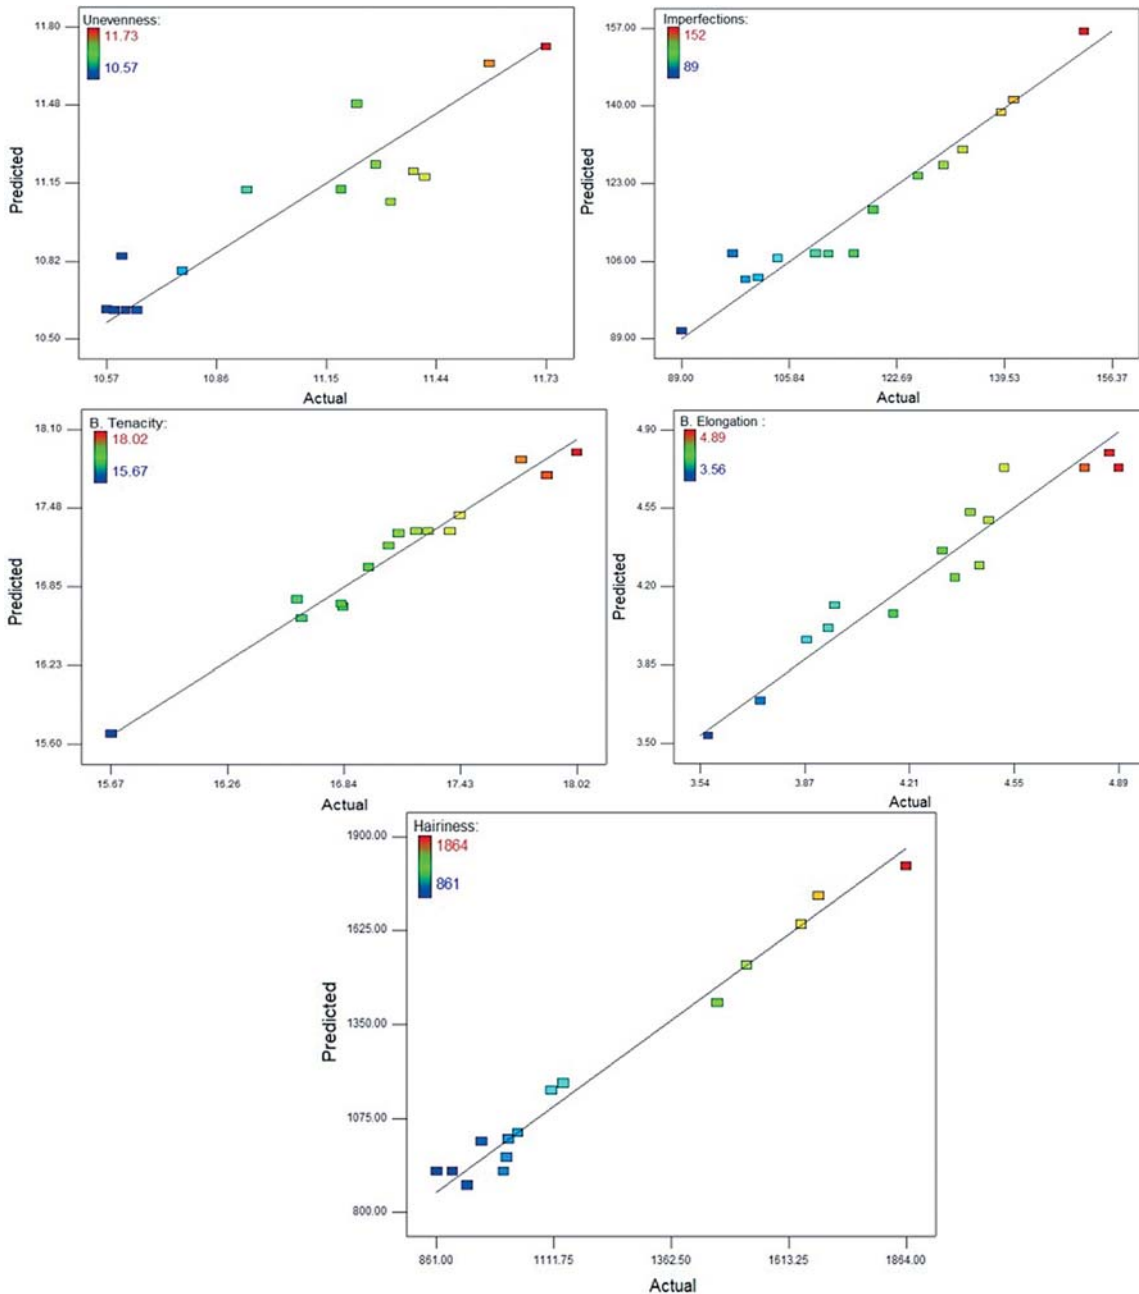 Unevenness:
11.73
10.57
11.80
11.48
11.15
10.82
10.50
Predicted
10.57 10.86 11.15 11.44 11.73
Actual
Imperfections:
152
89
157.00
140.00
123.00
106.00
89.00
Predicted
89.00 105.84 122.69 139.53 156.37
Actual
B. Tenacity:
18.02
15.67
18.10
17.48
16.85
16.23
15.60
Predicted
15.67 16.26 16.84 17.43 18.02
Actual
B. Elongation :
4.89
3.56
4.90
4.55
4.20
3.85
3.50
Predicted
3.54 3.87 4.21 4.55 4.89
Actual
Hairiness:
1864
861
1900.00
1625.00
1350.00
1075.00
800.00
Predicted
861.00 1111.75 1362.50 1613.25 1864.00
Actual